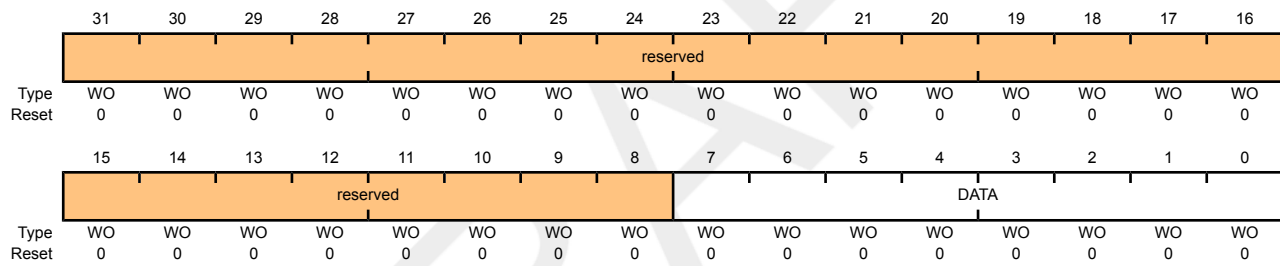 31 30 29 28 27 26 25 24 23 22 21 20 19 18 17 16
reserved
Type WO WO WO WO WO WO WO WO WO WO WO WO WO WO WO WO
Reset 0 0 0 0 0 0 0 0 0 0 0 0 0 0 0 0
15 14 13 12 11 10 9 8 7 6 5 4 3 2 1 0
reserved DATA
Type WO WO WO WO WO WO WO WO WO WO WO WO WO WO WO WO
Reset 0 0 0 0 0 0 0 0 0 0 0 0 0 0 0 0